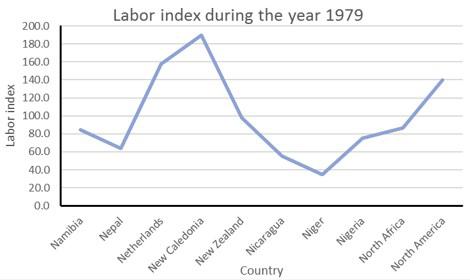 Labor index during the year 1979
Labor index
200.0
180.0
160.0
140.0
120.0
100.0
80.0
60.0
40.0
20.0
0.0
Namibia
Nepal
Netherlands
New Caledonia
New Zealand
Nicaragua
Niger
Nigeria
North Africa
North America
Country